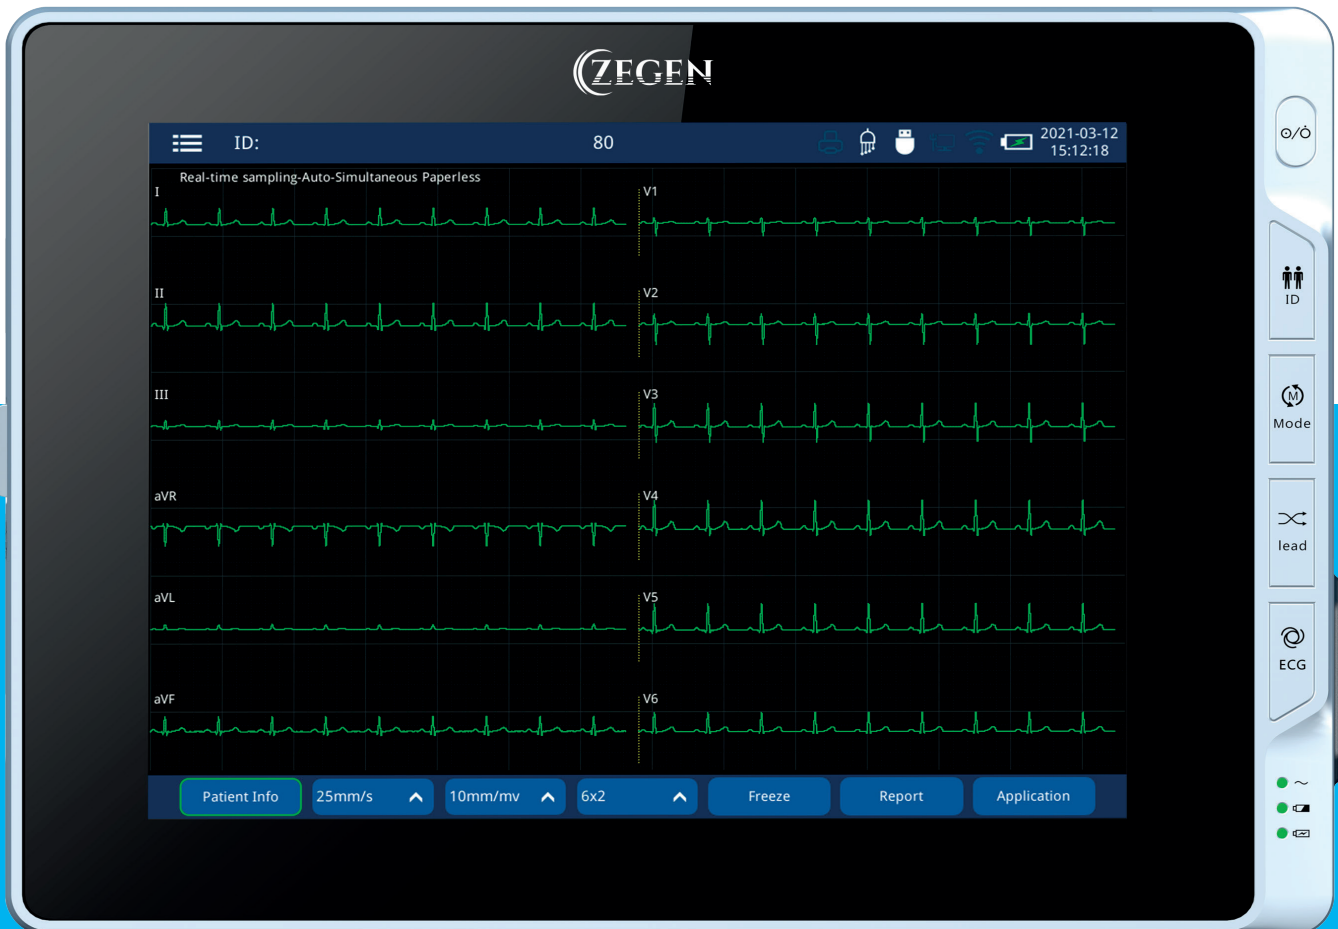 ZEGEN
ID:
80
2021-03-12
15:12:18
Real-time sampling-Auto-Simultaneous Paperless
I
V1
II
V2
III
V3
aVR
V4
aVL
V5
aVF
V6
Patient Info
25mm/s
10mm/mv
6x2
Freeze
Report
Application
ID
M
Mode
lead
ECG